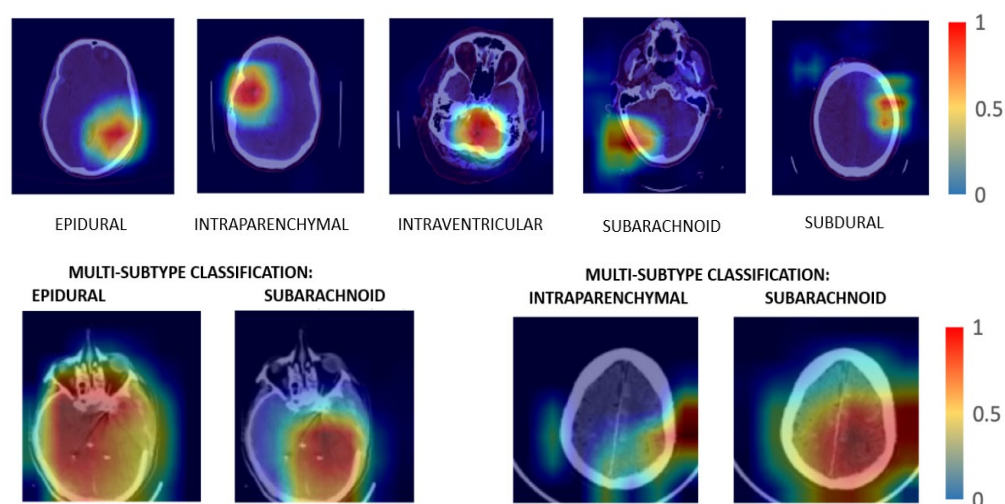 1
0.5
0
EPIDURAL
INTRAPARENCHYMAL
INTRAVENTRICULAR
SUBARACHNOID
SUBDURAL
MULTI-SUBTYPE CLASSIFICATION:
EPIDURAL
SUBARACHNOID
MULTI-SUBTYPE CLASSIFICATION:
INTRAPARENCHYMAL
SUBARACHNOID
1
0.5
0